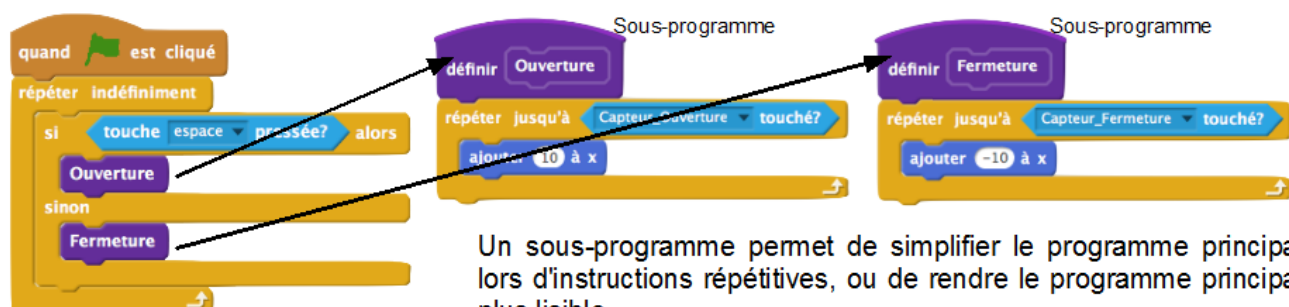 quand est cliqué
répéter indéfiniment
si touche espace pressée? alors
Ouverture
sinon
Fermeture
Sous-programme
définir Ouverture
répéter jusqu'à Capteur_Ouverture touché?
ajouter 10 à x
Sous-programme
définir Fermeture
répéter jusqu'à Capteur_Fermeture touché?
ajouter -10 à x
Un sous-programme permet de simplifier le programme principa
lors d'instructions répétitives, ou de rendre le programme principa
plus lisible